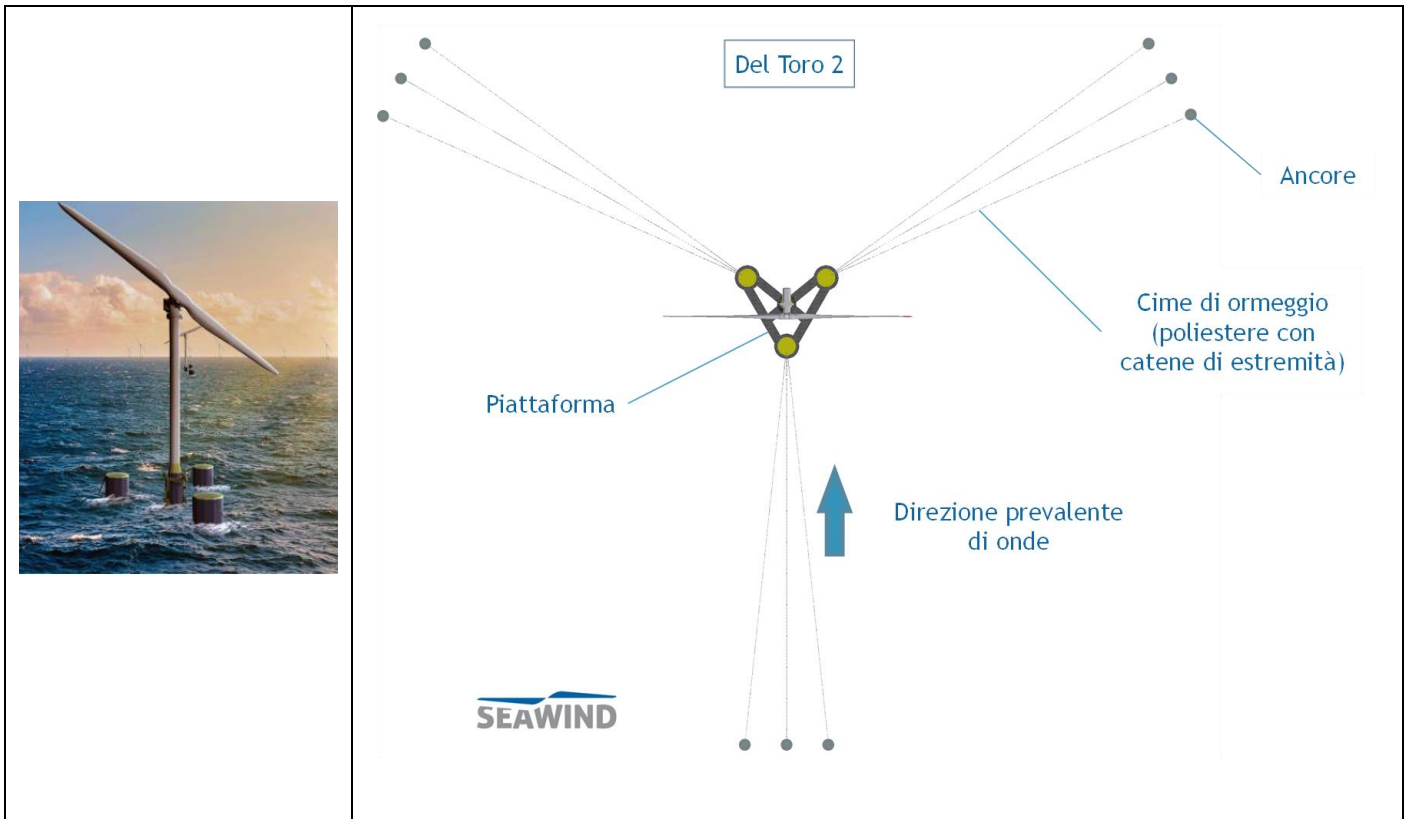 Del Toro 2
Ancore
Cime di ormeggio
(poliestere con
catene di estremità)
Piattaforma
Direzione prevalente
di onde
SEAWIND